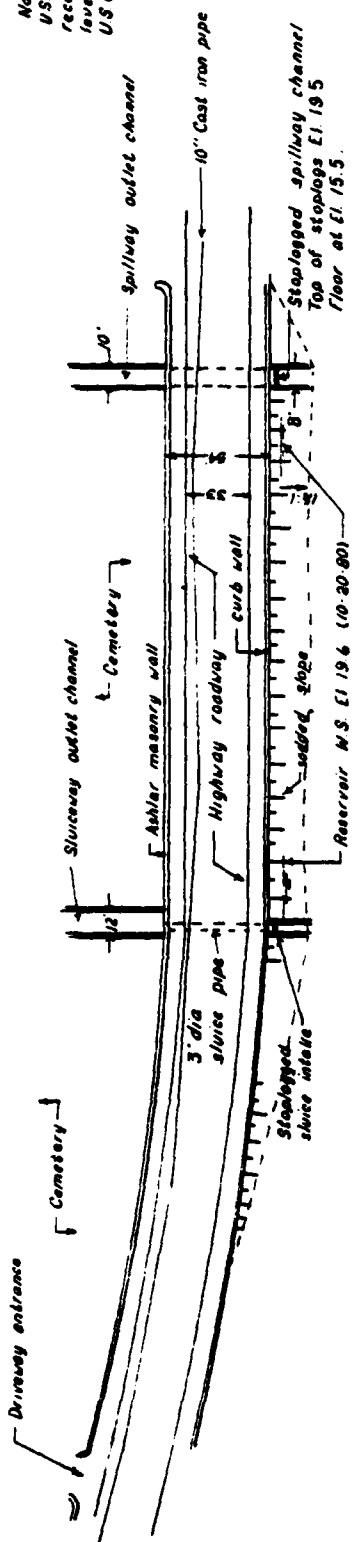 US
US
10" Cast iron pipe
Spillway outlet channel
10'
Stoplogged spillway channel
Top of stoplogs El. 19.5
Floor at El. 15.5.
8'
Cemetery
Sluiceway outlet channel
Ashlar masonry wall
Highway roadway
curb wall
sodded slope
Reservoir W.S. El 19.6 (10-20-80)
12'
3' dia
sluice pipe
Stoplogged
sluice intake
Cemetery
Driveway entrance